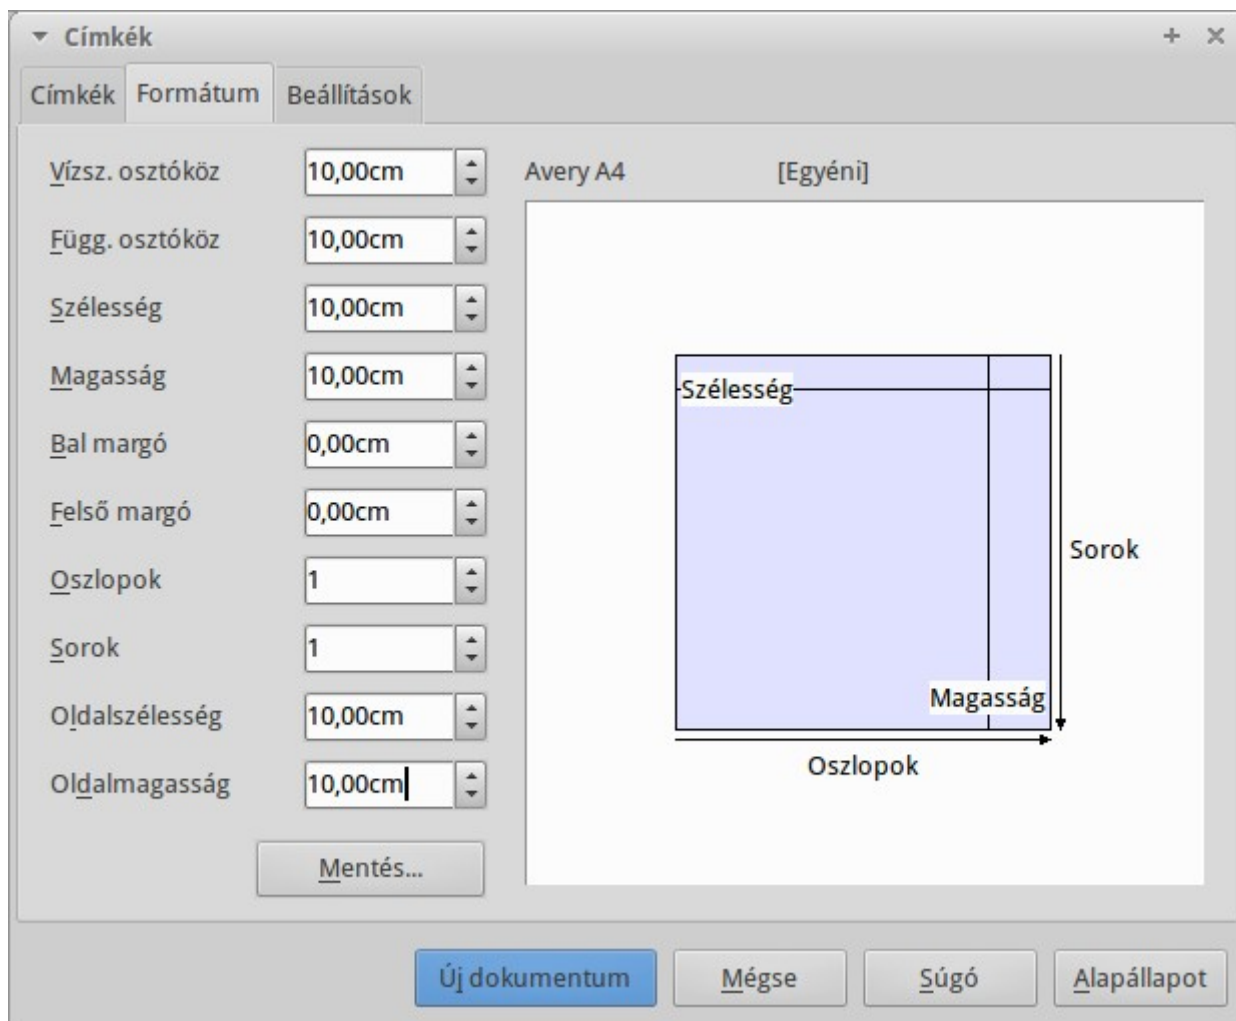 Címkék
Címkék Formátum Beállítások
Vízsz. osztóköz 10,00cm Avery A4 [Egyéni]
Függ. osztóköz 10,00cm
Szélesség 10,00cm
Magasság 10,00cm
Szélesség
Bal margó 0,00cm
Felső margó 0,00cm
Sorok
Oszlopok 1
Sorok 1
Magasság
Oldalszélesség 10,00cm
Oszlopok
Oldalmagasság 10,00cm
Mentés...
Új dokumentum Mégse Súgó Alapállapot